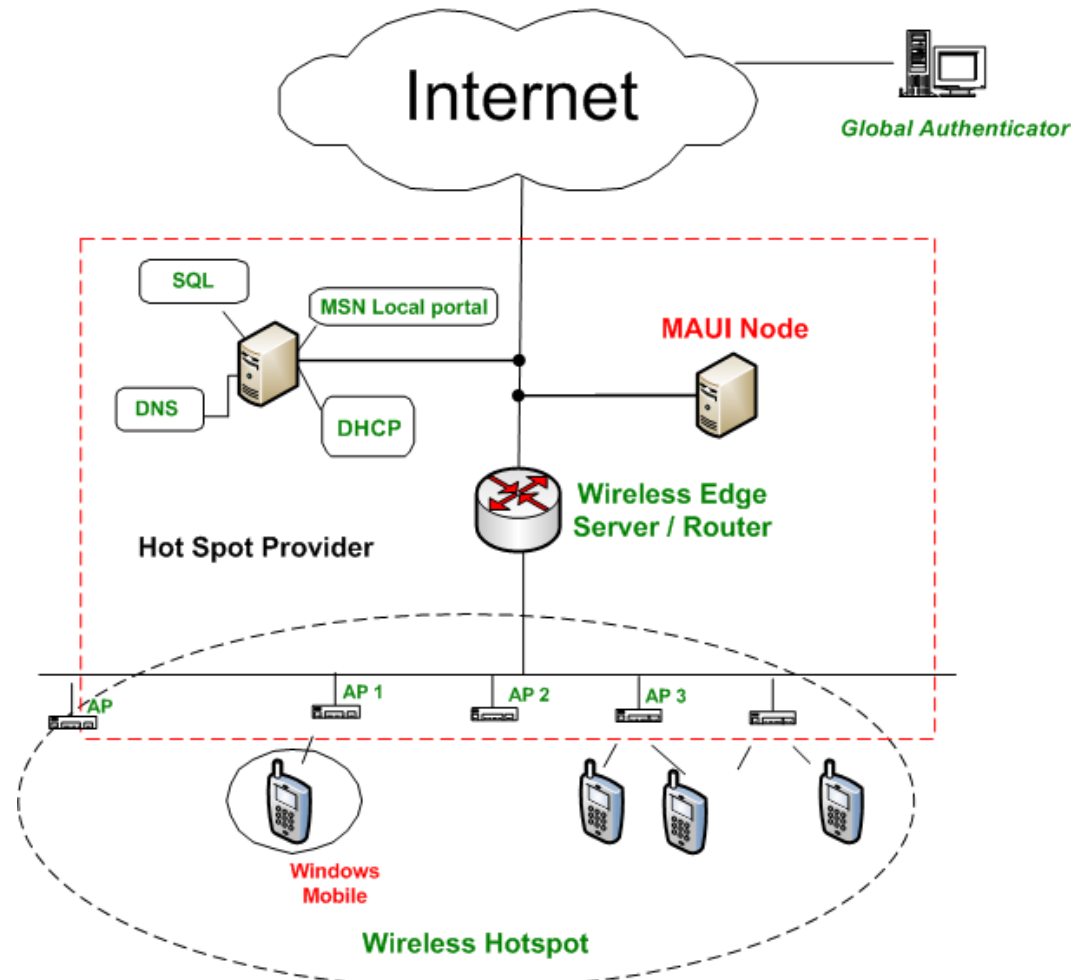 Internet
Global Authenticator
SQL
MSN Local portal
MAUI Node
DNS
DHCP
Wireless Edge
Server / Router
Hot Spot Provider
AP
AP 1
AP 2
AP 3
Windows
Mobile
Wireless Hotspot